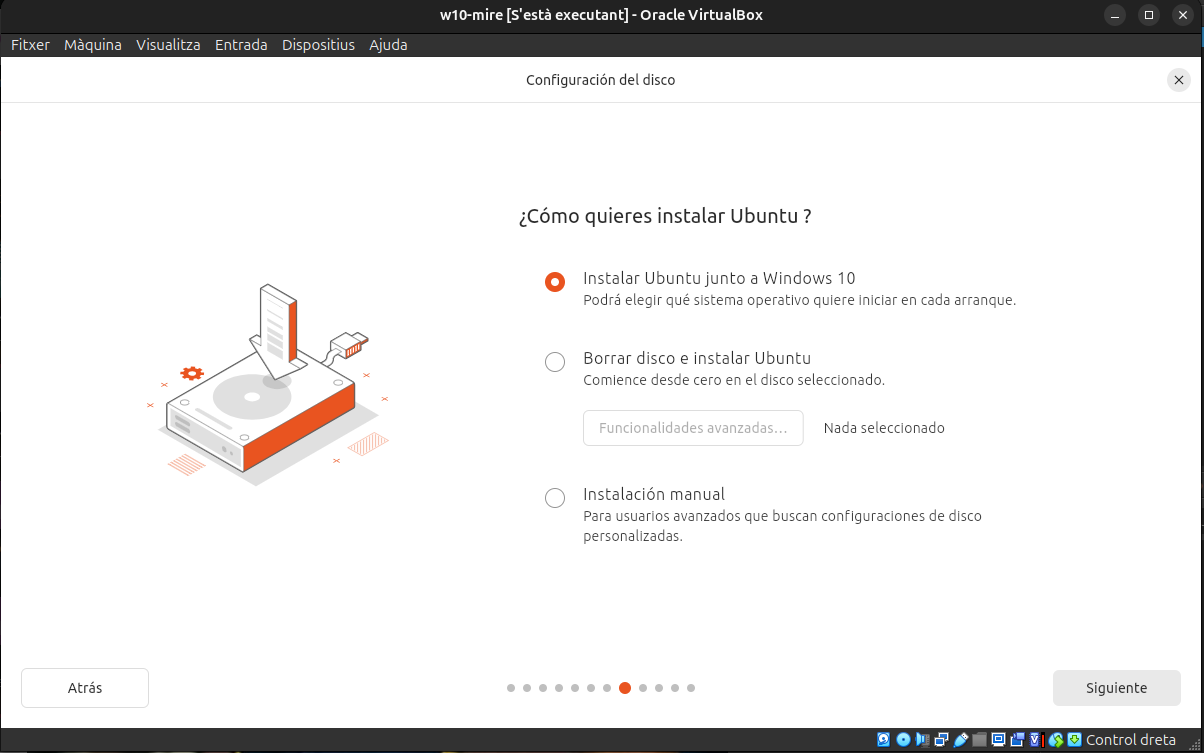 w10-mire [S'està executant] - Oracle VirtualBox
Fitxer Màquina Visualitza Entrada Dispositius Ajuda
Configuración del disco
¿Cómo quieres instalar Ubuntu ?
Instalar Ubuntu junto a Windows 10
Podrá elegir qué sistema operativo quiere iniciar en cada arranque.
Borrar disco e instalar Ubuntu
Comience desde cero en el disco seleccionado.
Funcionalidades avanzadas... Nada seleccionado
Instalación manual
Para usuarios avanzados que buscan configuraciones de disco
personalizadas.
Atrás
Siguiente
Control dreta